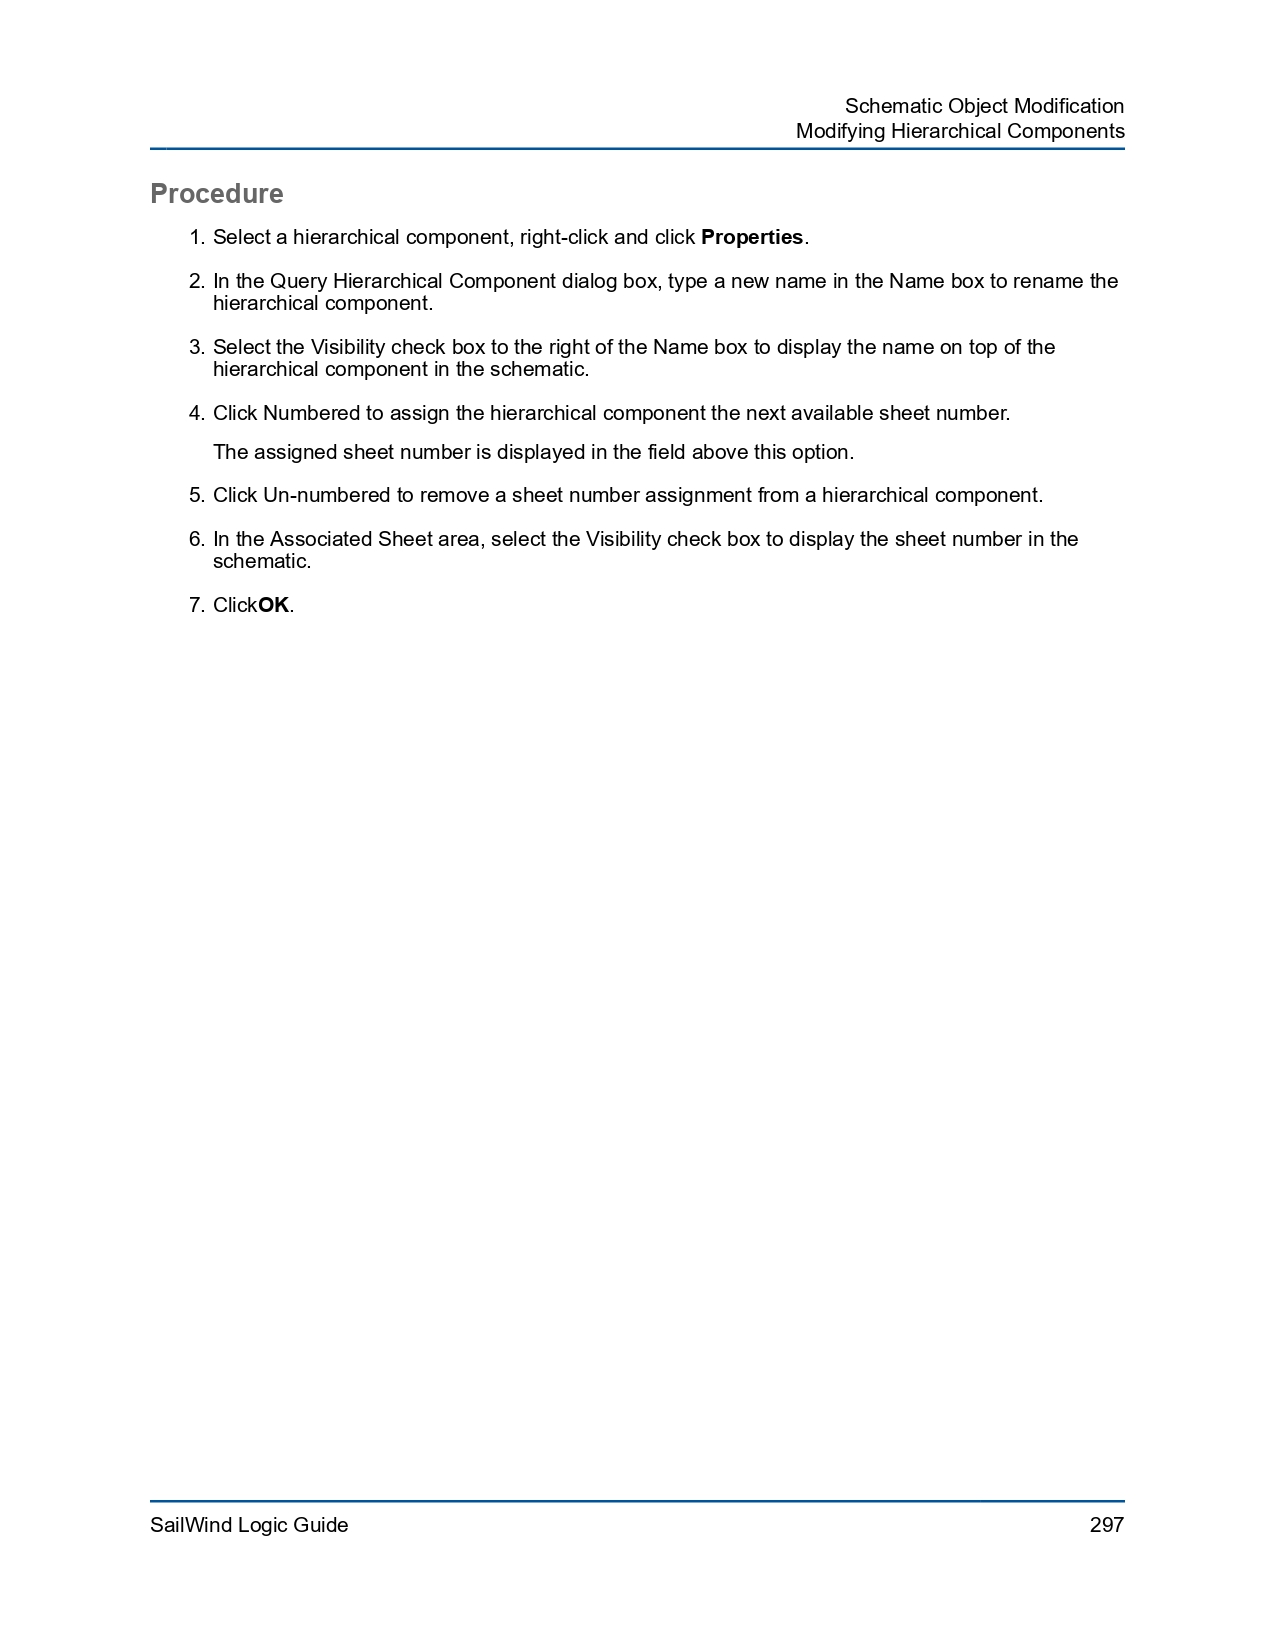 Schematic Object Modification
Modifying Hierarchical Components
Procedure
1. Select a hierarchical component, right-click and click Properties.
2. In the Query Hierarchical Component dialog box, type a new name in the Name box to rename the
hierarchical component.
3. Select the Visibility check box to the right of the Name box to display the name on top of the
hierarchical component in the schematic.
4. Click Numbered to assign the hierarchical component the next available sheet number.
The assigned sheet number is displayed in the field above this option.
5. Click Un-numbered to remove a sheet number assignment from a hierarchical component.
6. In the Associated Sheet area, select the Visibility check box to display the sheet number in the
schematic.
7. ClickOK.
SailWind Logic Guide 297